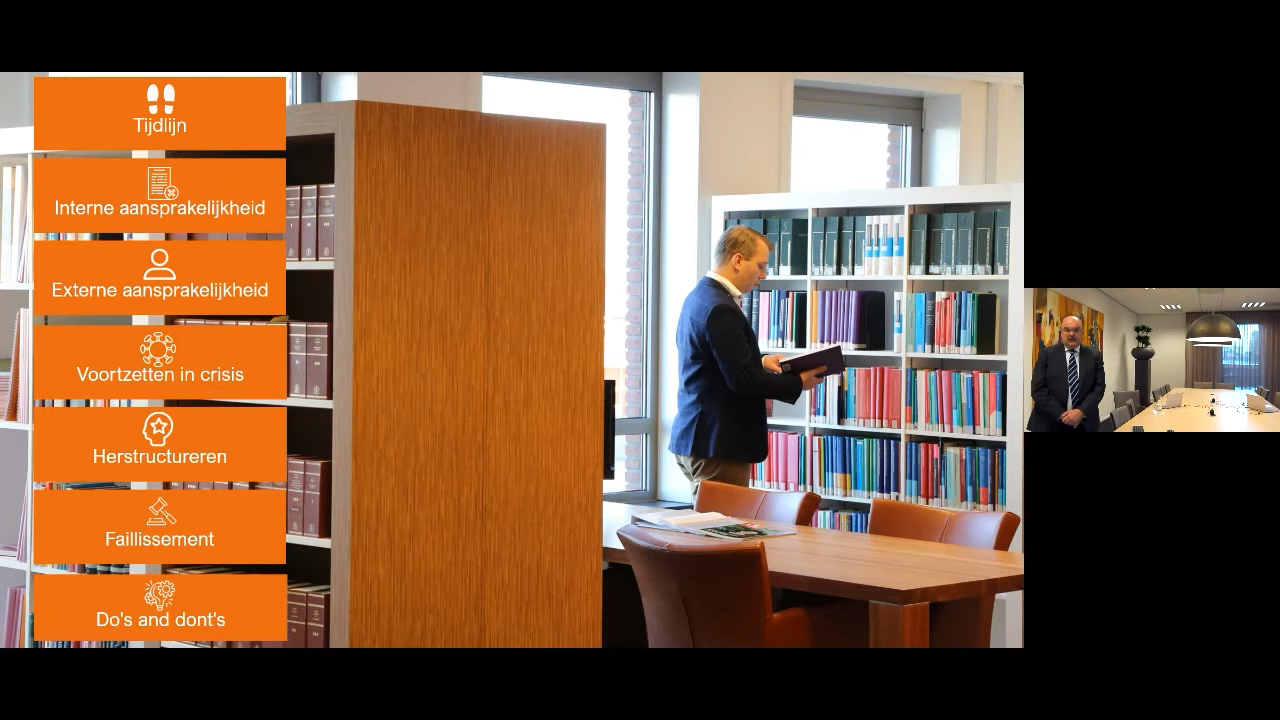 Tijdlijn
Interne aansprakelijkheid
Externe aansprakelijkheid
Voortzetten in crisis
Herstructureren
Faillissement
Do's and dont's